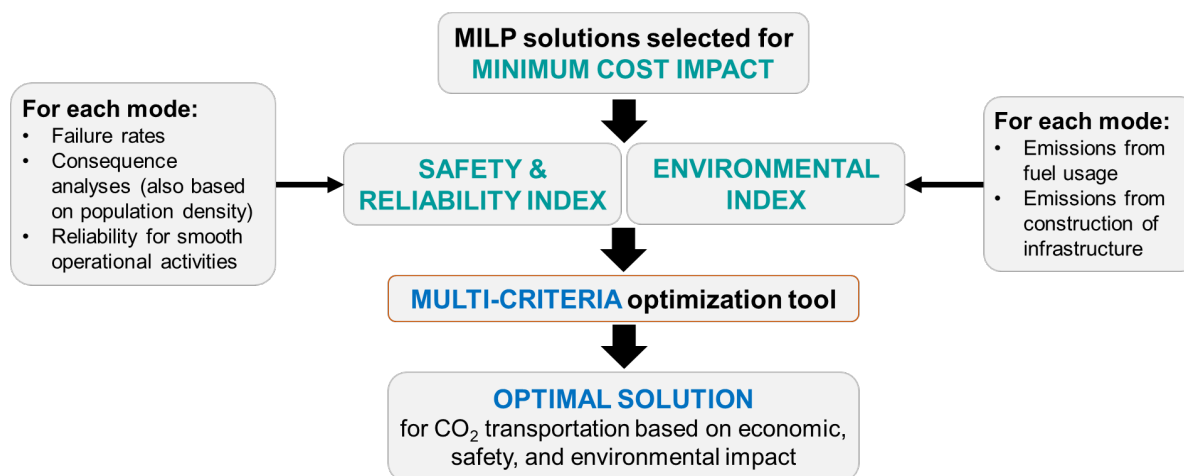 MILP solutions selected for
MINIMUM COST IMPACT
For each mode:
• Failure rates
• Consequence
analyses (also based
on population density)
• Reliability for smooth
operational activities
SAFETY &
RELIABILITY INDEX
ENVIRONMENTAL
INDEX
For each mode:
• Emissions from
fuel usage
• Emissions from
construction of
infrastructure
MULTI-CRITERIA optimization tool
OPTIMAL SOLUTION
for CO₂ transportation based on economic,
safety, and environmental impact